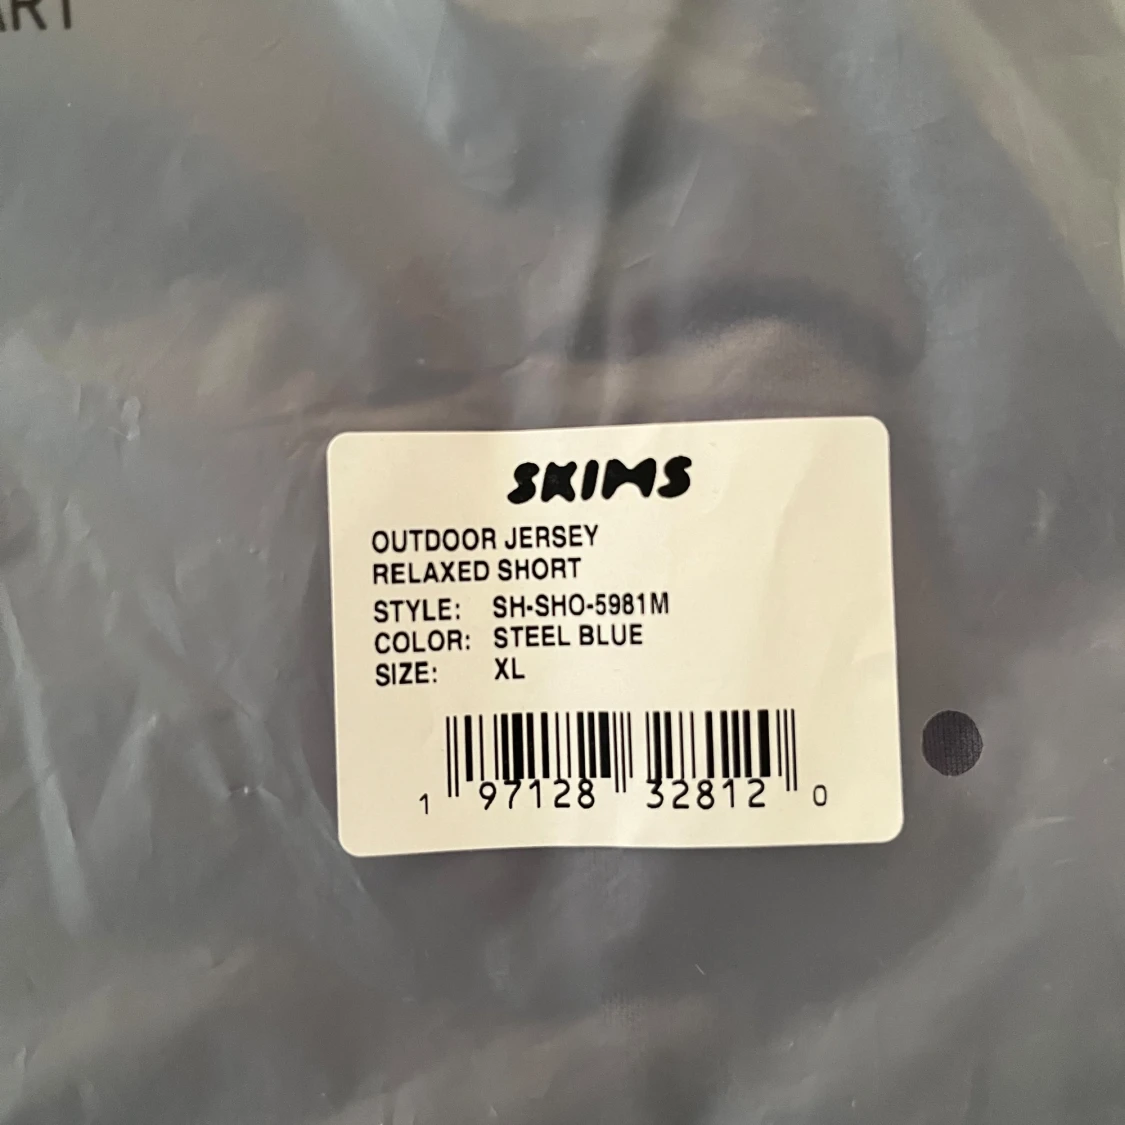 SKIMS
OUTDOOR JERSEY
RELAXED SHORT
STYLE: SH-SHO-5981M
COLOR: STEEL BLUE
SIZE: XL
1 97128 32812 0